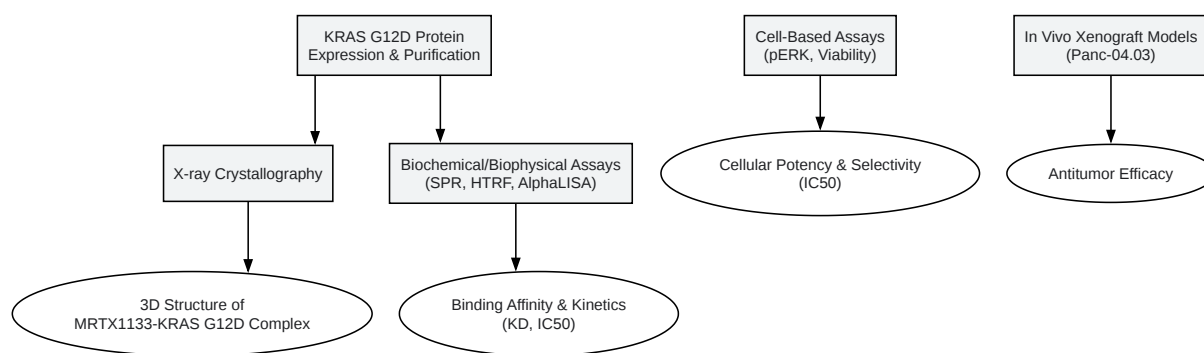 KRAS G12D Protein
Expression & Purification
Cell-Based Assays
(pERK, Viability)
In Vivo Xenograft Models
(Panc-04.03)
X-ray Crystallography
Biochemical/Biophysical Assays
(SPR, HTRF, AlphaLISA)
Cellular Potency & Selectivity
(IC50)
Antitumor Efficacy
3D Structure of
MRTX1133-KRAS G12D Complex
Binding Affinity & Kinetics
(KD, IC50)